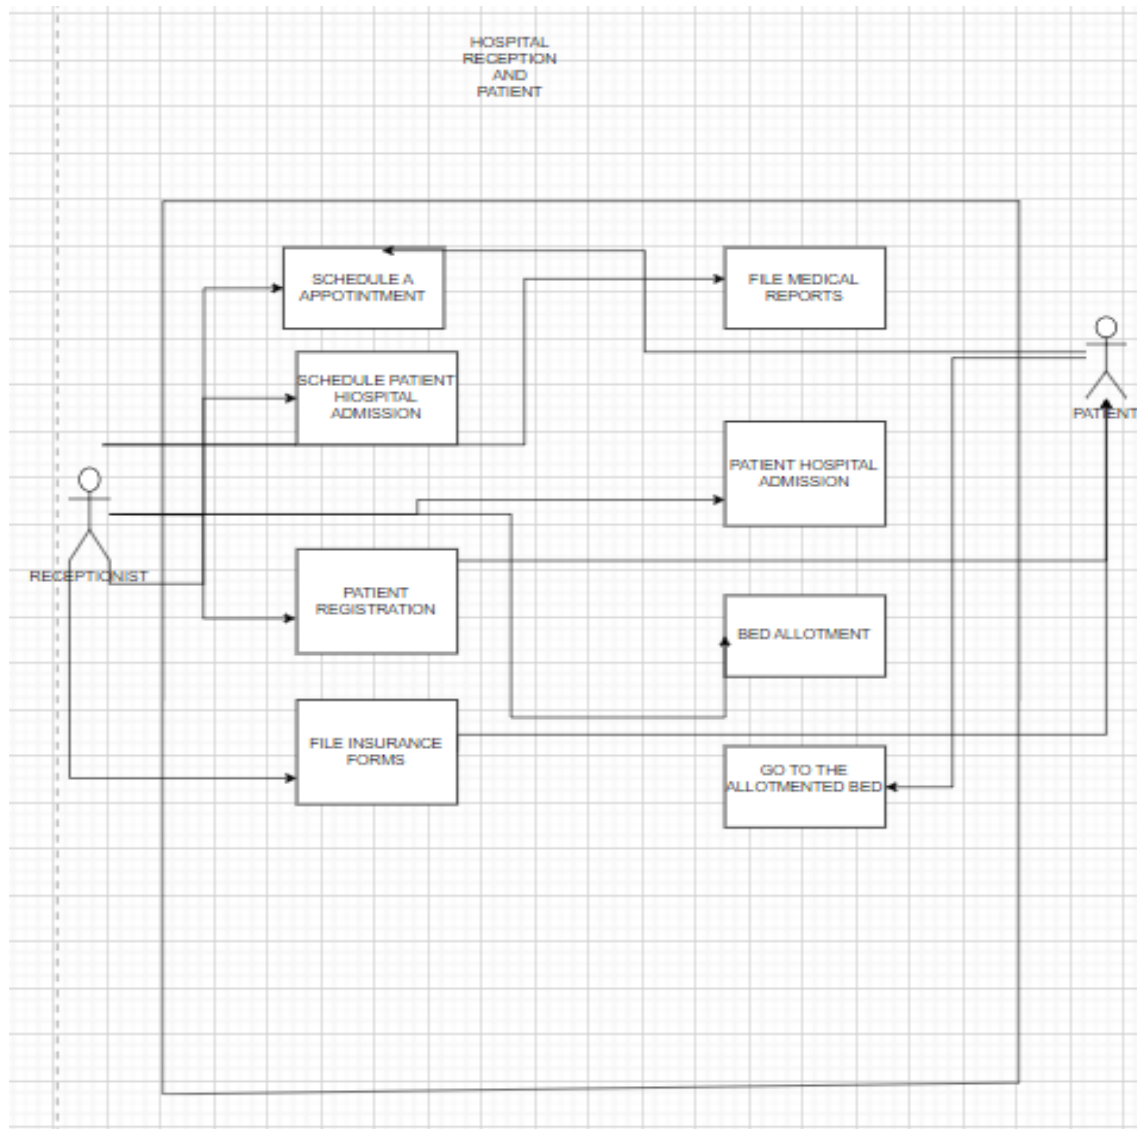 HOSPITAL
RECEPTION
AND
PATIENT
SCHEDULE A
APPOTINTMENT
FILE MEDICAL
REPORTS
SCHEDULE PATIENT
HIOSPITAL
ADMISSION
PATIENT
PATIENT HOSPITAL
ADMISSION
RECEPTIONIST
PATIENT
REGISTRATION
BED ALLOTMENT
FILE INSURANCE
FORMS
GO TO THE
ALLOTMENTED BED